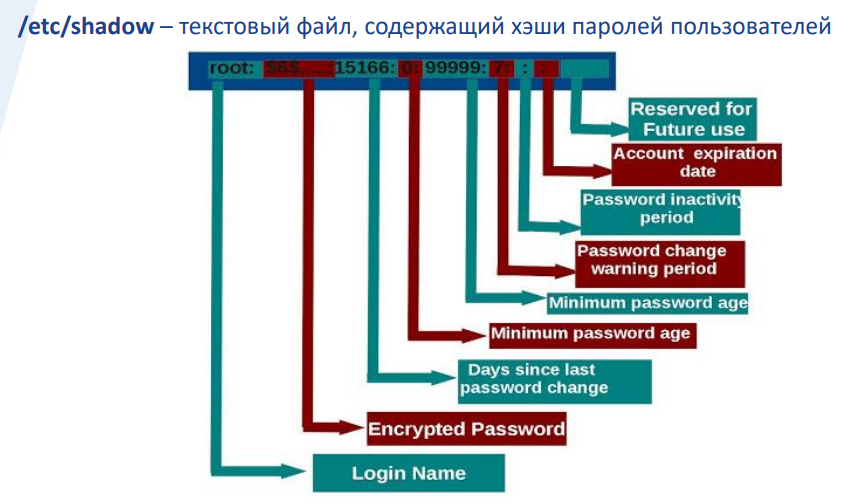 /etc/shadow – текстовый файл, содержащий хэши паролей пользователей
root: $6$......:15166: 0: 99999: 7: : :
Reserved for
Future use
Account expiration
date
Password inactivity
period
Password change
warning period
Minimum password age
Minimum password age
Days since last
password change
Encrypted Password
Login Name